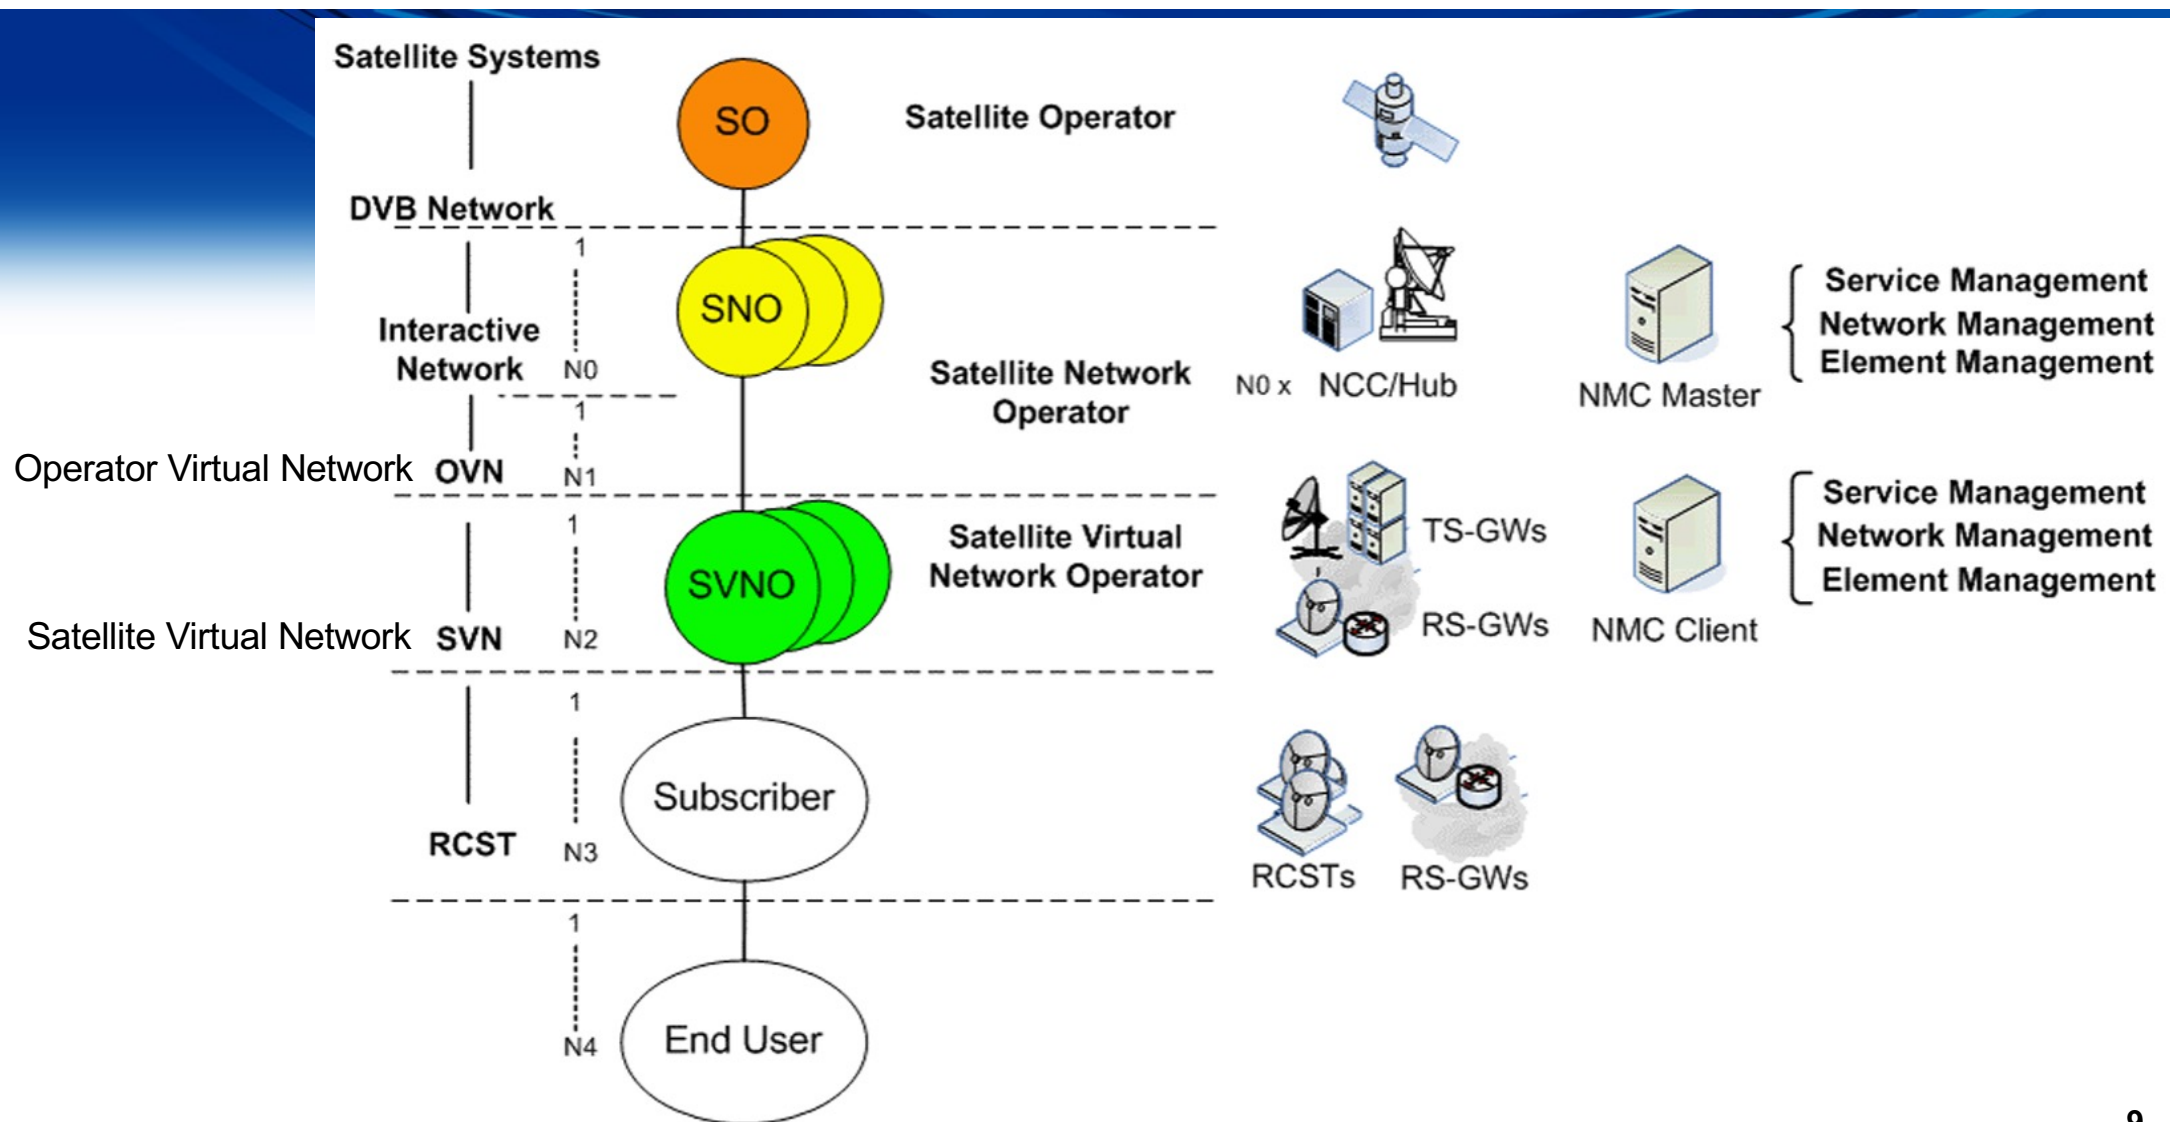 Satellite Systems
SO
Satellite Operator
DVB Network
1
SNO
Interactive
Network
N0
Satellite Network
Operator
N0 x NCC/Hub
NMC Master
Service Management
Network Management
Element Management
1
Operator Virtual Network OVN
N1
1
SVNO
Satellite Virtual
Network Operator
TS-GWs
RS-GWs
NMC Client
Service Management
Network Management
Element Management
Satellite Virtual Network SVN
N2
1
Subscriber
RCST
N3
RCSTs
RS-GWs
1
End User
N4